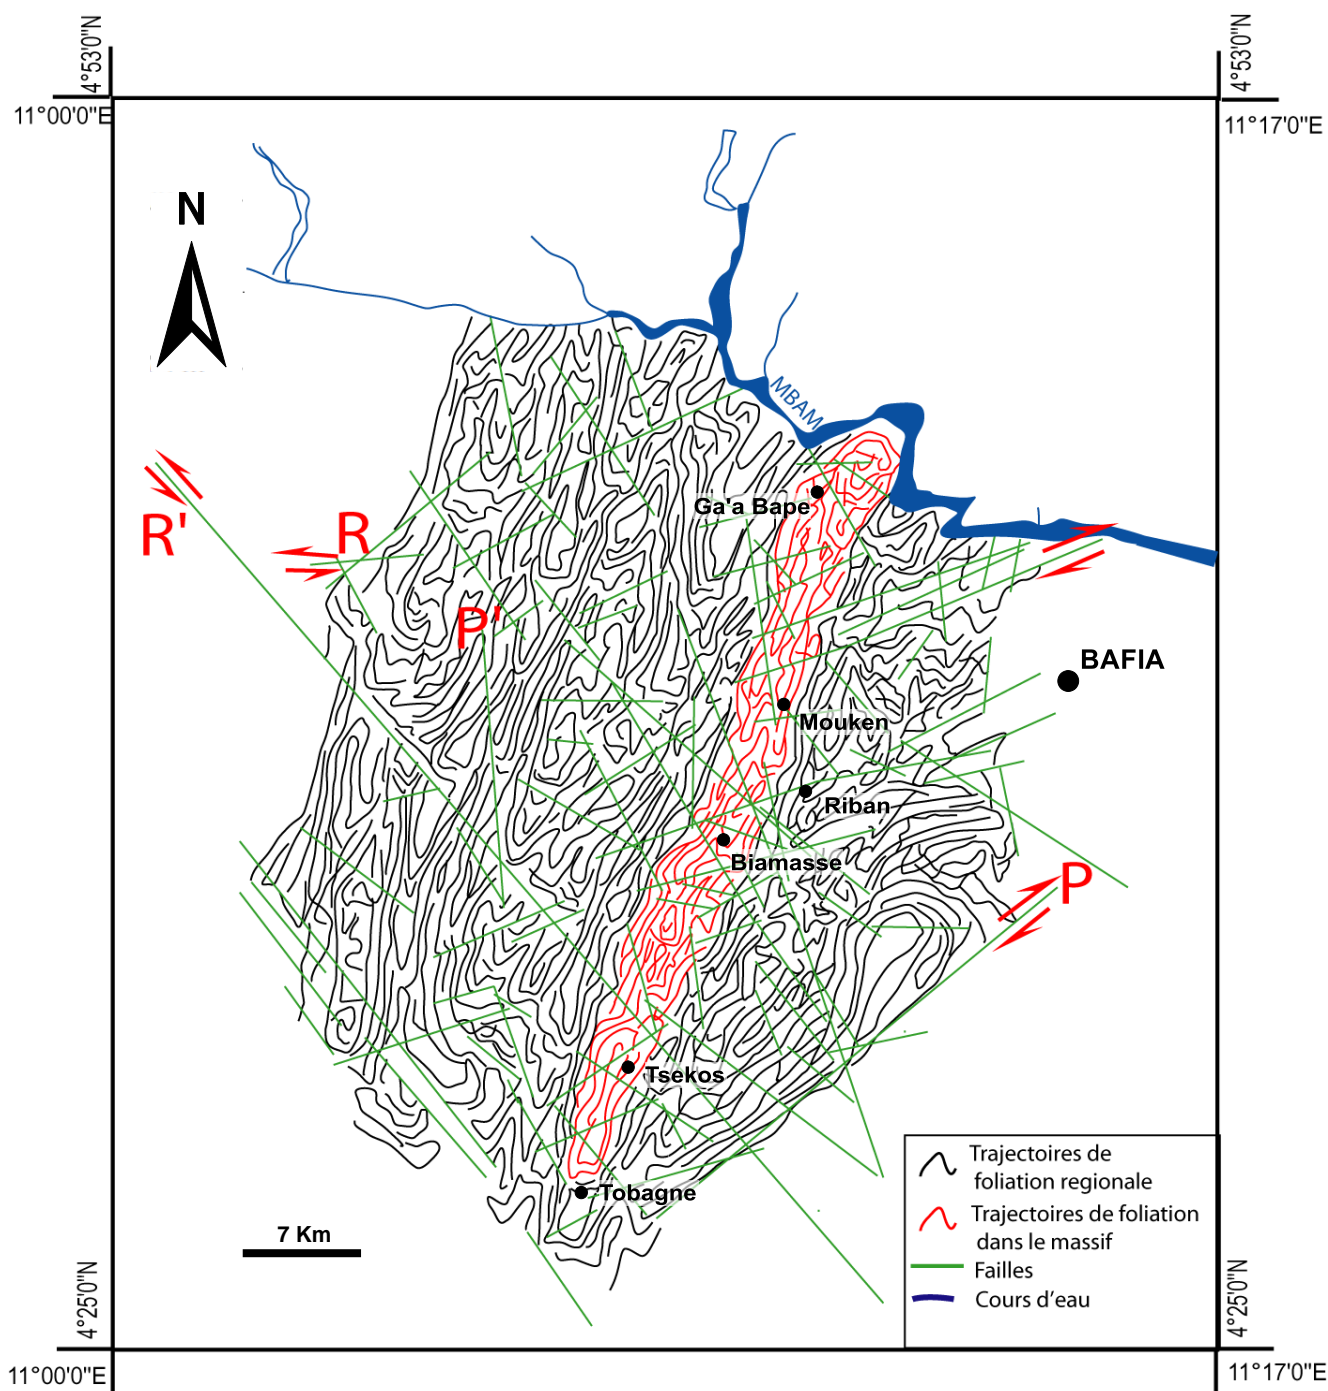 4°53'0"N
4°53'0"N
11°00'0"E
11°17'0"E
N
MBAM
Ga'a Bape
R'
R
P'
BAFIA
Mouken
Riban
Biamasse
P
Tsekos
Tobagne
7 Km
Trajectoires de
foliation regionale
Trajectoires de foliation
dans le massif
Failles
Cours d'eau
4°25'0"N
4°25'0"N
11°00'0"E
11°17'0"E